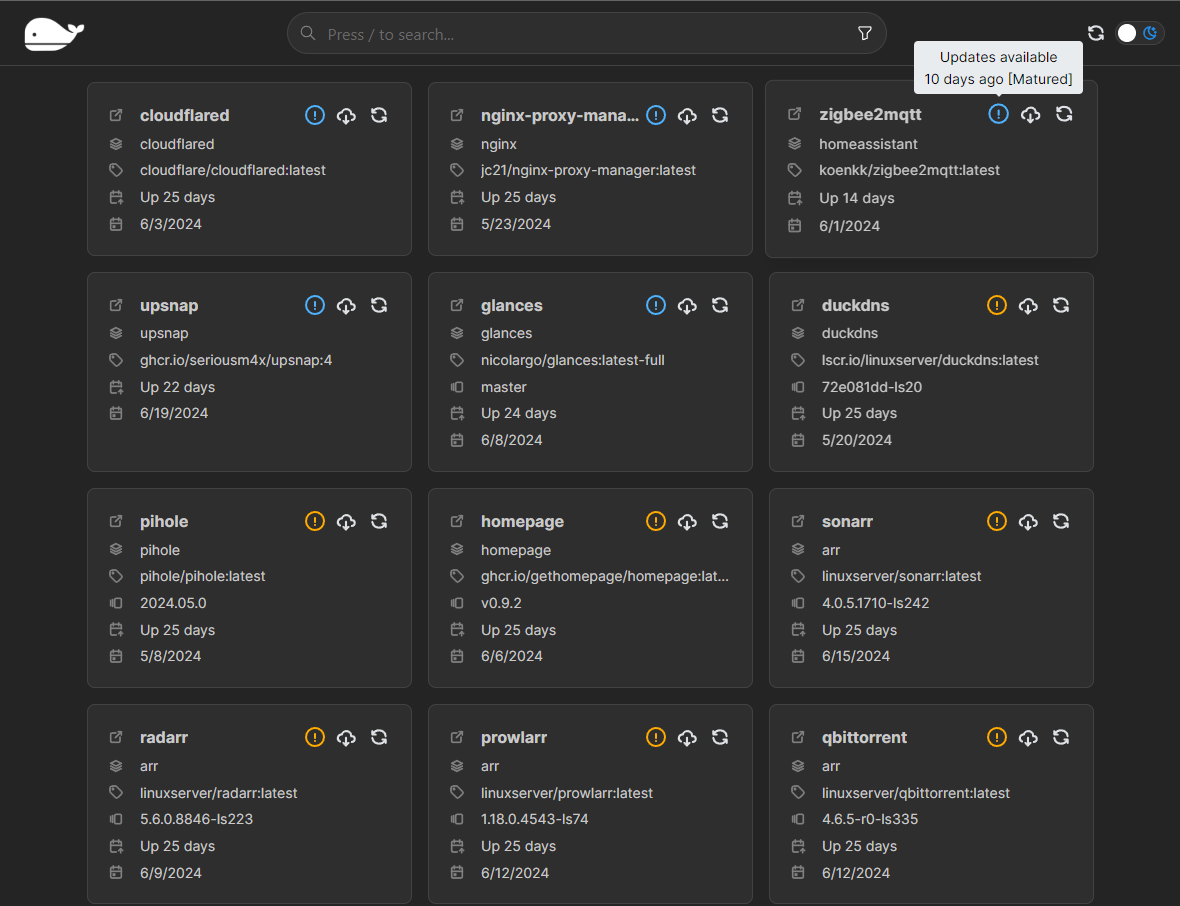 Press / to search...
Updates available
10 days ago [Matured]
cloudflared
cloudflared
cloudflare/cloudflared:latest
Up 25 days
6/3/2024
nginx-proxy-mana...
nginx
jc21/nginx-proxy-manager:latest
Up 25 days
5/23/2024
zigbee2mqtt
homeassistant
koenkk/zigbee2mqtt:latest
Up 14 days
6/1/2024
upsnap
upsnap
ghcr.io/seriousm4x/upsnap:4
Up 22 days
6/19/2024
glances
glances
nicolargo/glances:latest-full
master
Up 24 days
6/8/2024
duckdns
duckdns
lscr.io/linuxserver/duckdns:latest
72e081dd-ls20
Up 25 days
5/20/2024
pihole
pihole
pihole/pihole:latest
2024.05.0
Up 25 days
5/8/2024
homepage
homepage
ghcr.io/gethomepage/homepage:lat...
v0.9.2
Up 25 days
6/6/2024
sonarr
arr
linuxserver/sonarr:latest
4.0.5.1710-ls242
Up 25 days
6/15/2024
radarr
arr
linuxserver/radarr:latest
5.6.0.8846-ls223
Up 25 days
6/9/2024
prowlarr
arr
linuxserver/prowlarr:latest
1.18.0.4543-ls74
Up 25 days
6/12/2024
qbittorrent
arr
linuxserver/qbittorrent:latest
4.6.5-r0-ls335
Up 25 days
6/12/2024